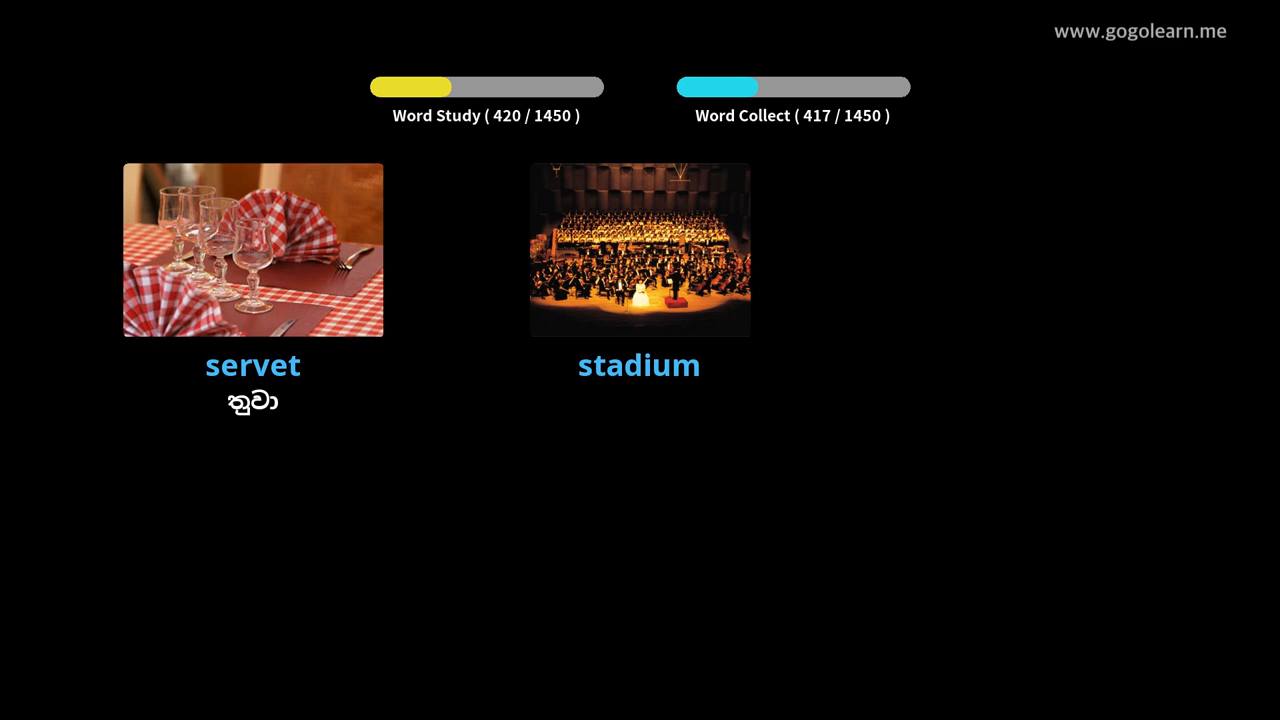 www.gogolearn.me
Word Study ( 420 / 1450 )
Word Collect ( 417 / 1450 )
servet
තුවා
stadium